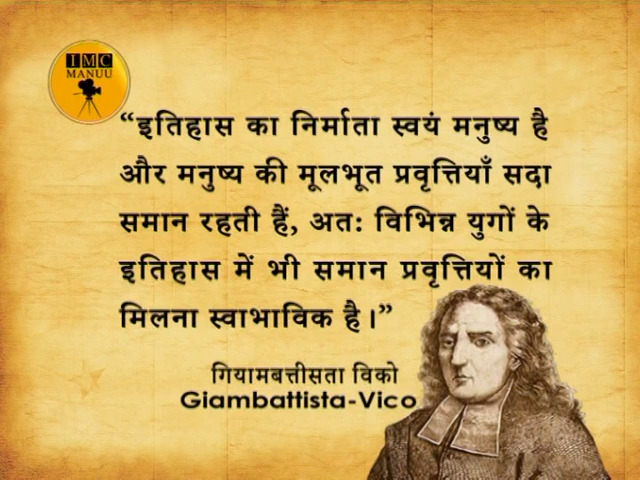 IMC
MANUU
“इतिहास का निर्माता स्वयं मनुष्य है
और मनुष्य की मूलभूत प्रवृत्तियाँ सदा
समान रहती हैं, अतः विभिन्न युगों के
इतिहास में भी समान प्रवृत्तियों का
मिलना स्वाभाविक है।”
गियामबत्तीसता विको
Giambattista-Vico